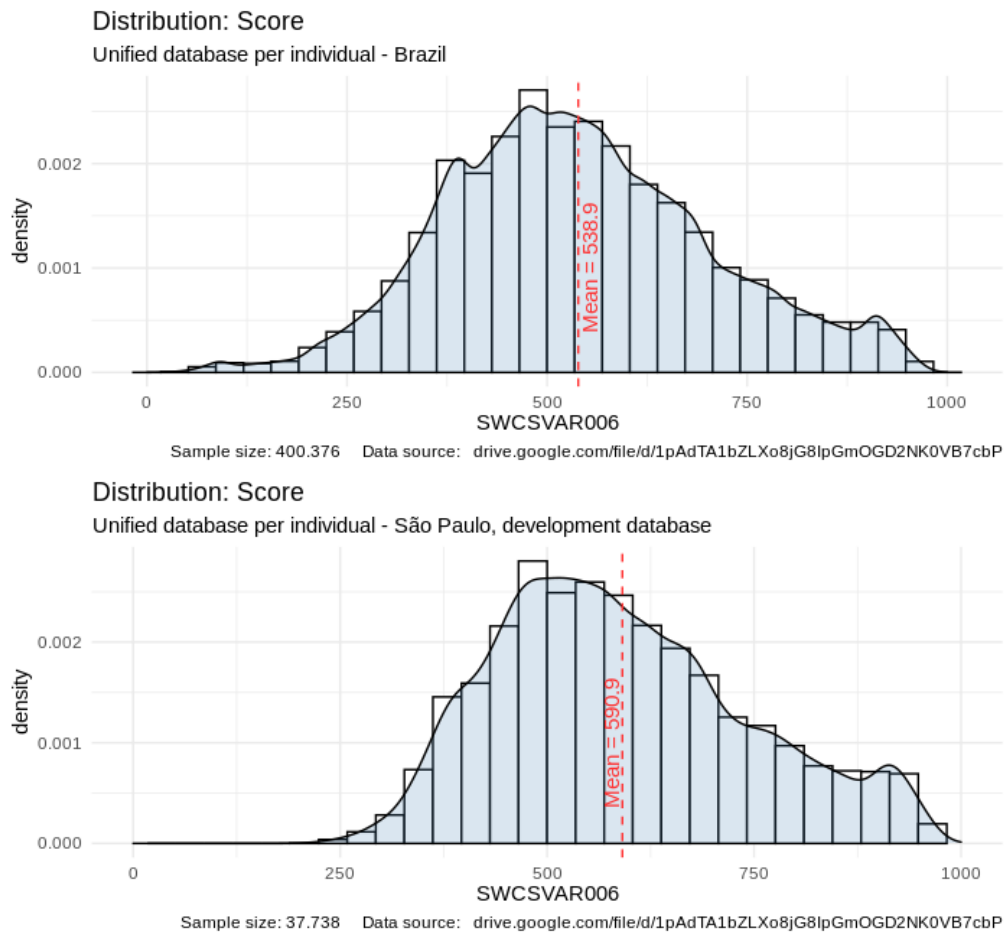 Distribution: Score
Unified database per individual - Brazil
density
0.002
0.001
0.000
Mean = 538.9
0 250 500 750 1000
SWCSVAR006
Sample size: 400.376 Data source: drive.google.com/file/d/1pAdTA1bZLXo8jG8lpGmOGD2NK0VB7cbP
Distribution: Score
Unified database per individual - São Paulo, development database
density
0.002
0.001
0.000
Mean = 590.9
0 250 500 750 1000
SWCSVAR006
Sample size: 37.738 Data source: drive.google.com/file/d/1pAdTA1bZLXo8jG8lpGmOGD2NK0VB7cbP